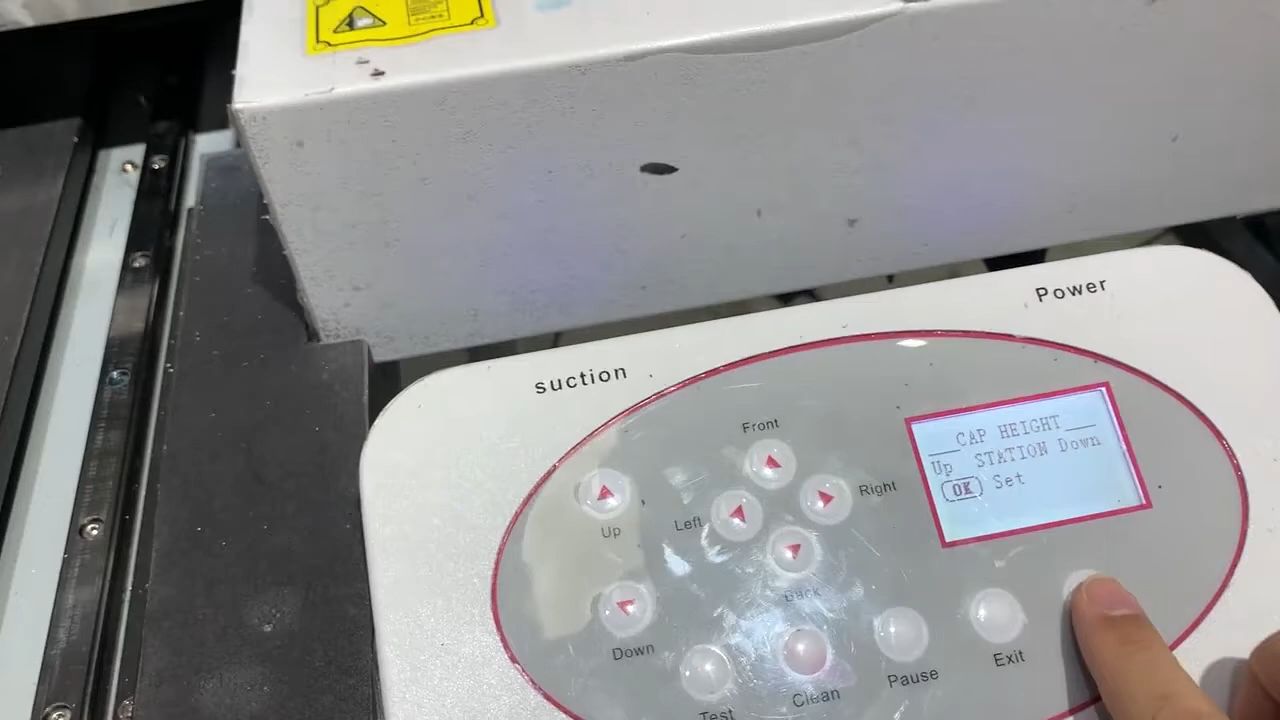 Power
suction
Front
CAP HEIGHT
Up STATION Down
OK Set
Right
Left
Up
Back
Down
Exit
Pause
Clean
Test